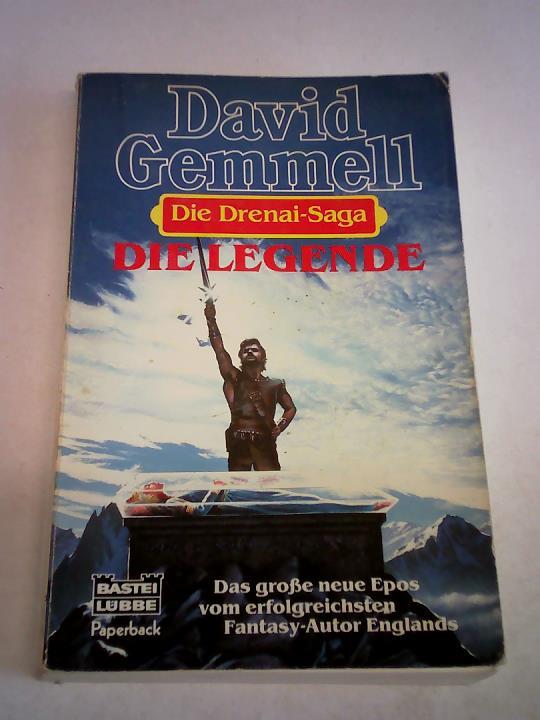 David
Gemmell
Die Drenai-Saga
DIE LEGENDE
BASTEI
LÜBBE
Paperback
Das große neue Epos
vom erfolgreichsten
Fantasy-Autor Englands